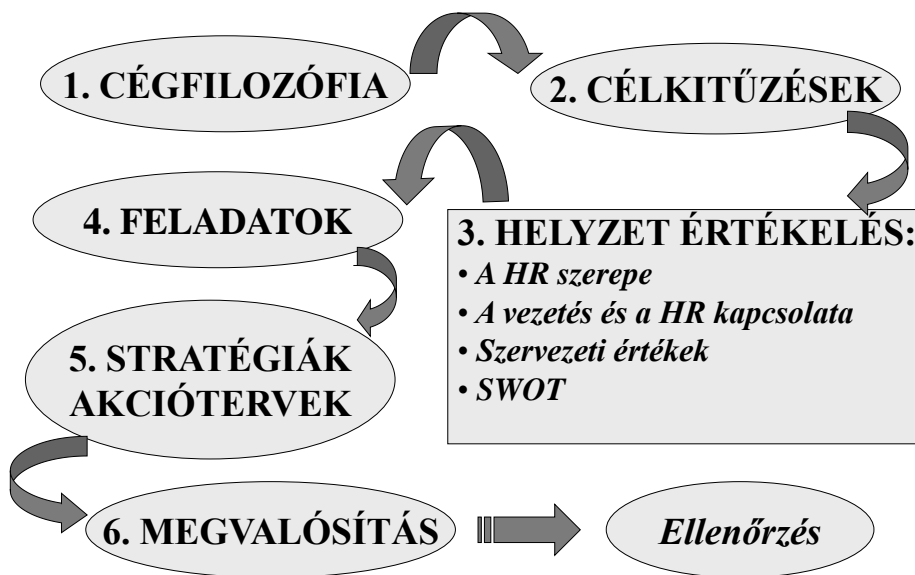 1. CÉGFILOZÓFIA
2. CÉLKITŰZÉSEK
3. HELYZET ÉRTÉKELÉS:
• A HR szerepe
• A vezetés és a HR kapcsolata
• Szervezeti értékek
• SWOT
4. FELADATOK
5. STRATÉGIÁK
AKCIÓTERVEK
6. MEGVALÓSÍTÁS
Ellenőrzés